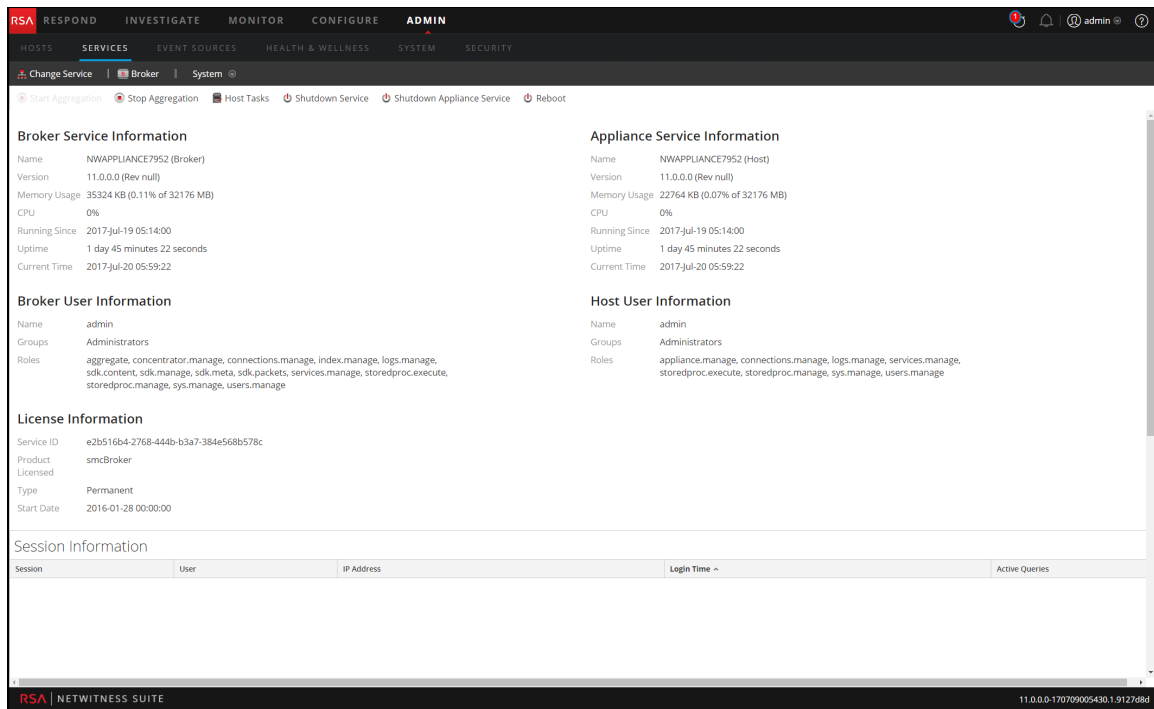 RSA RESPOND INVESTIGATE MONITOR CONFIGURE ADMIN 1 admin ?
HOSTS SERVICES EVENT SOURCES HEALTH & WELLNESS SYSTEM SECURITY
Change Service | Broker | System
Start Aggregation Stop Aggregation Host Tasks Shutdown Service Shutdown Appliance Service Reboot
Broker Service Information
Name NWAPPLIANCE7952 (Broker)
Version 11.0.0.0 (Rev null)
Memory Usage 35324 KB (0.11% of 32176 MB)
CPU 0%
Running Since 2017-Jul-19 05:14:00
Uptime 1 day 45 minutes 22 seconds
Current Time 2017-Jul-20 05:59:22
Appliance Service Information
Name NWAPPLIANCE7952 (Host)
Version 11.0.0.0 (Rev null)
Memory Usage 22764 KB (0.07% of 32176 MB)
CPU 0%
Running Since 2017-Jul-19 05:14:00
Uptime 1 day 45 minutes 22 seconds
Current Time 2017-Jul-20 05:59:22
Broker User Information
Name admin
Groups Administrators
Roles aggregate, concentrator.manage, connections.manage, index.manage, logs.manage,
sdk.content, sdk.manage, sdk.meta, sdk.packets, services.manage, storedproc.execute,
storedproc.manage, sys.manage, users.manage
Host User Information
Name admin
Groups Administrators
Roles appliance.manage, connections.manage, logs.manage, services.manage,
storedproc.execute, storedproc.manage, sys.manage, users.manage
License Information
Service ID e2b516b4-2768-444b-b3a7-384e568b578c
Product smcBroker
Licensed
Type Permanent
Start Date 2016-01-28 00:00:00
Session Information
Session User IP Address Login Time Active Queries
RSA | NETWITNESS SUITE 11.0.0.0-170709005430.1.9127d8d